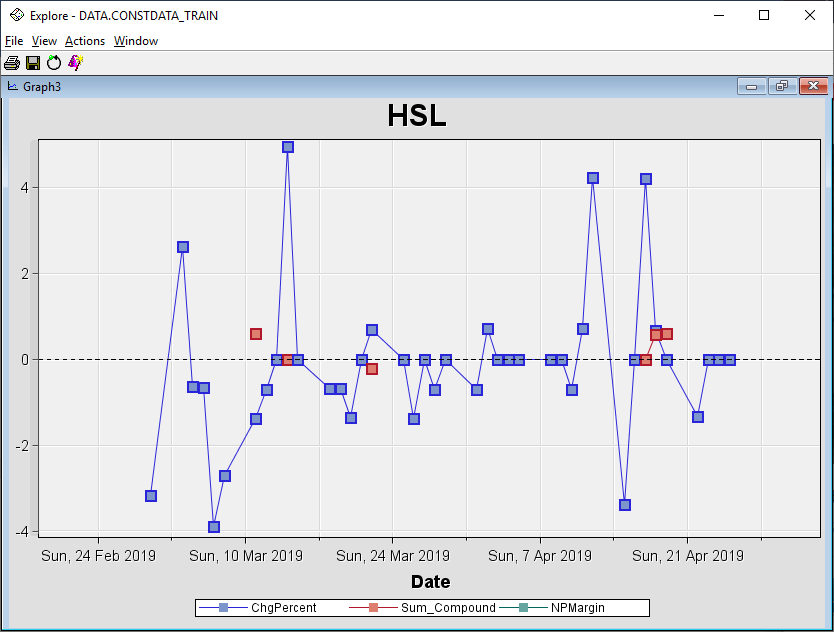 Explore - DATA.CONSTDATA_TRAIN
File View Actions Window
Graph3
HSL
4
2
0
-2
-4
Sun, 24 Feb 2019 Sun, 10 Mar 2019 Sun, 24 Mar 2019 Sun, 7 Apr 2019 Sun, 21 Apr 2019
Date
ChgPercent Sum_Compound NPMargin